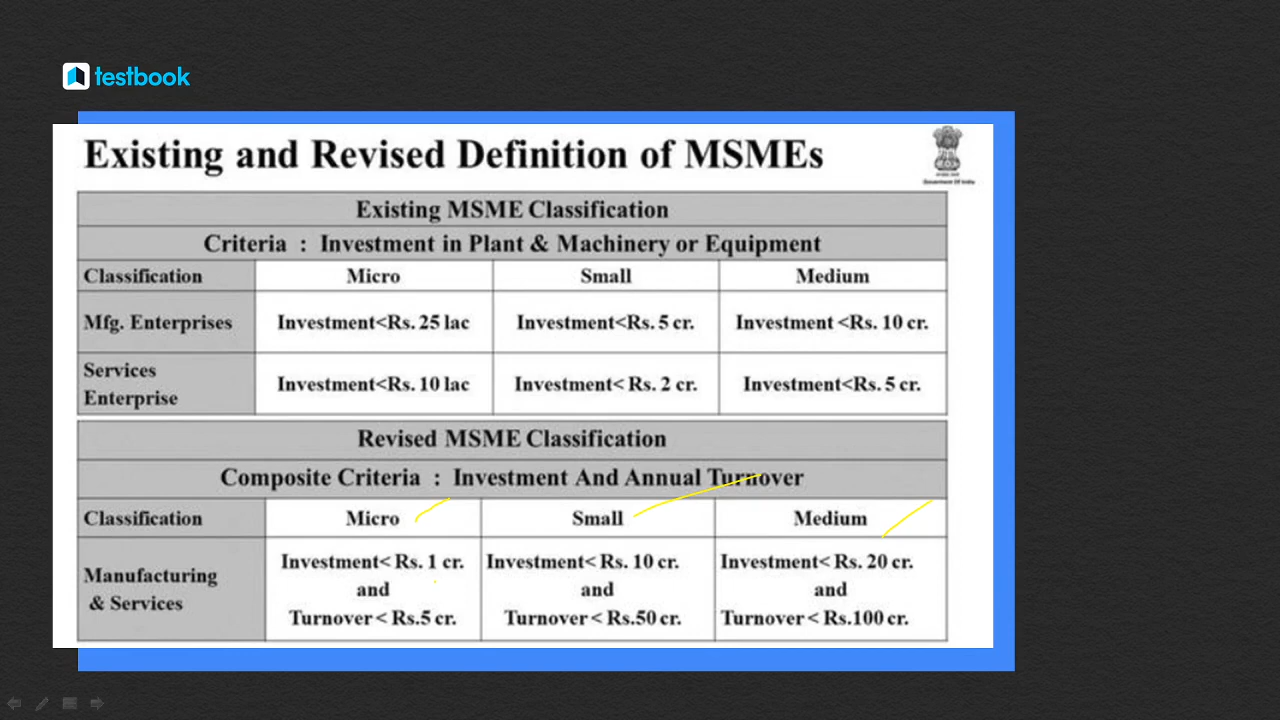 testbook
Existing and Revised Definition of MSMEs
Government Of India
Existing MSME Classification
Criteria : Investment in Plant & Machinery or Equipment
Classification Micro Small Medium
Mfg. Enterprises Investment<Rs. 25 lac Investment<Rs. 5 cr. Investment <Rs. 10 cr.
Services
Enterprise Investment<Rs. 10 lac Investment< Rs. 2 cr. Investment<Rs. 5 cr.
Revised MSME Classification
Composite Criteria : Investment And Annual Turnover
Classification Micro Small Medium
Manufacturing
& Services
Investment< Rs. 1 cr. Investment< Rs. 10 cr. Investment< Rs. 20 cr.
and and and
Turnover < Rs.5 cr. Turnover < Rs.50 cr. Turnover < Rs.100 cr.